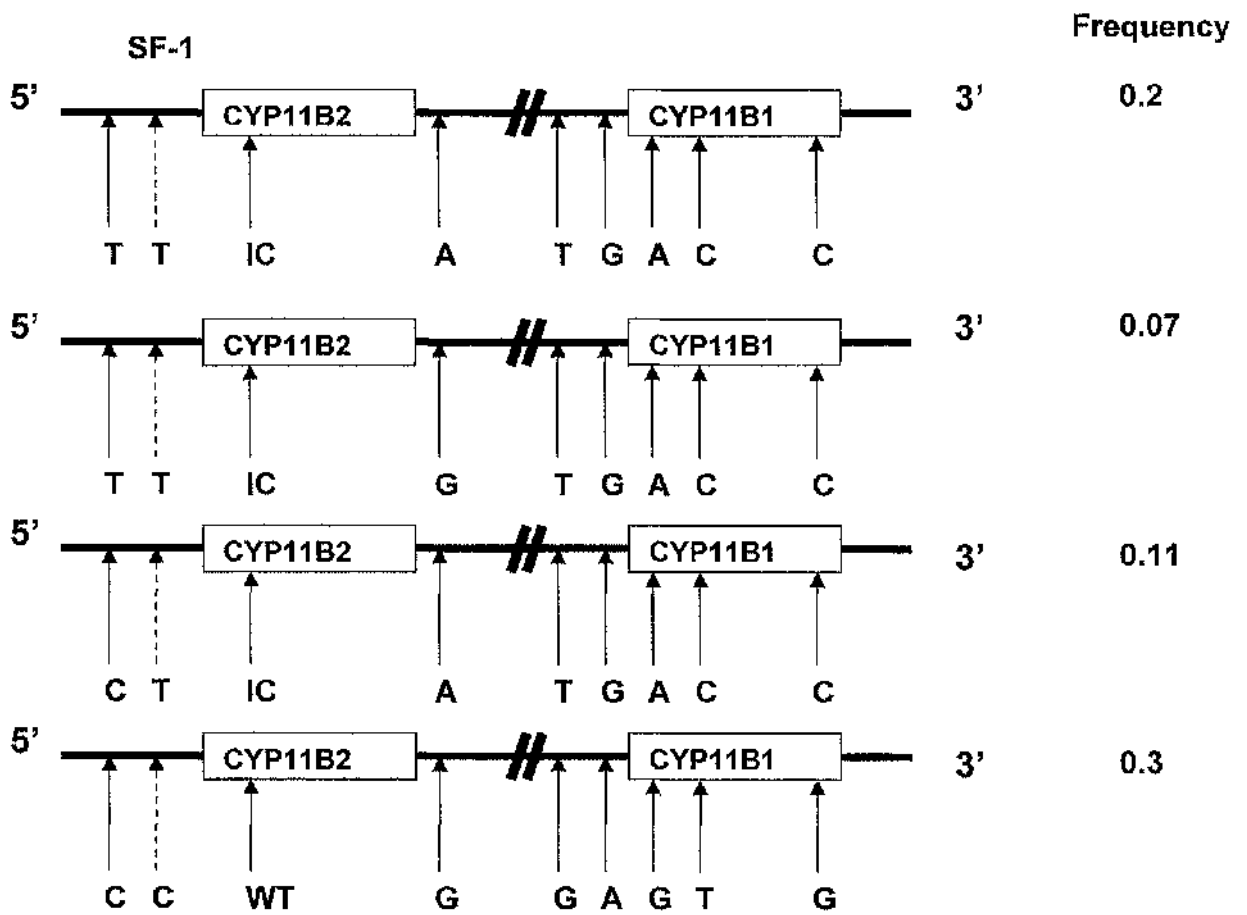 Frequency
SF-1
5’ CYP11B2 CYP11B1 3’ 0.2
T T IC A T G A C C
5’ CYP11B2 CYP11B1 3’ 0.07
T T IC G T G A C C
5’ CYP11B2 CYP11B1 3’ 0.11
C T IC A T G A C C
5’ CYP11B2 CYP11B1 3’ 0.3
C C WT G G A G T G